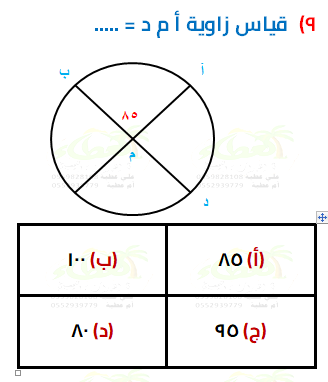 ٩) قياس زاوية أ م د = .....
ب
أ
٨٥
م
د
(أ) ٨٥
(ب) ١٠٠
(ج) ٩٥
(د) ٨٠